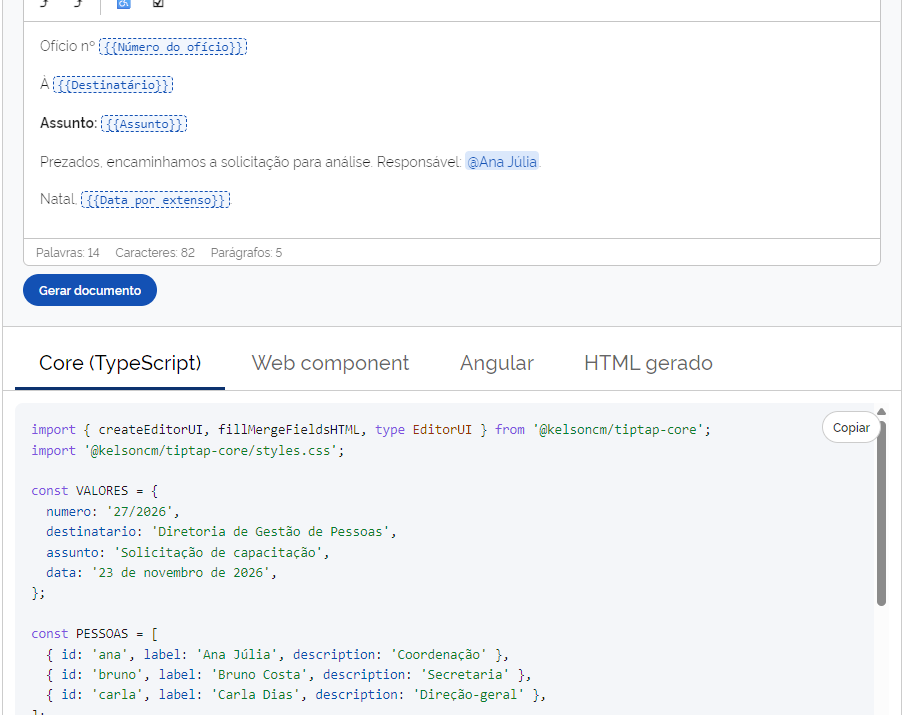 Ofício nº {{Número do ofício}}
À {{Destinatário}}
Assunto: {{Assunto}}
Prezados, encaminhamos a solicitação para análise. Responsável: @Ana Júlia.
Natal, {{Data por extenso}}
Palavras: 14 Caracteres: 82 Parágrafos: 5
Gerar documento
Core (TypeScript) Web component Angular HTML gerado
Copiar
import { createEditorUI, fillMergeFieldsHTML, type EditorUI } from '@kelsoncm/tiptap-core';
import '@kelsoncm/tiptap-core/styles.css';
const VALORES = {
numero: '27/2026',
destinatario: 'Diretoria de Gestão de Pessoas',
assunto: 'Solicitação de capacitação',
data: '23 de novembro de 2026',
};
const PESSOAS = [
{ id: 'ana', label: 'Ana Júlia', description: 'Coordenação' },
{ id: 'bruno', label: 'Bruno Costa', description: 'Secretaria' },
{ id: 'carla', label: 'Carla Dias', description: 'Direção-geral' },